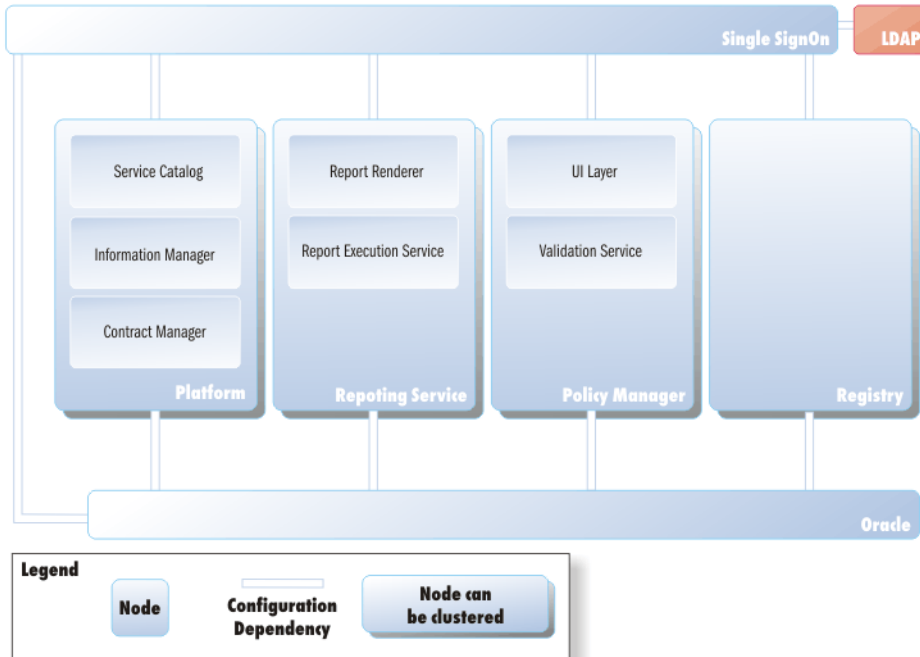 Single SignOn
LDAP
Service Catalog
Information Manager
Contract Manager
Platform
Report Renderer
Report Execution Service
Repoting Service
UI Layer
Validation Service
Policy Manager
Registry
Oracle
Legend
Node
Configuration
Dependency
Node can
be clustered